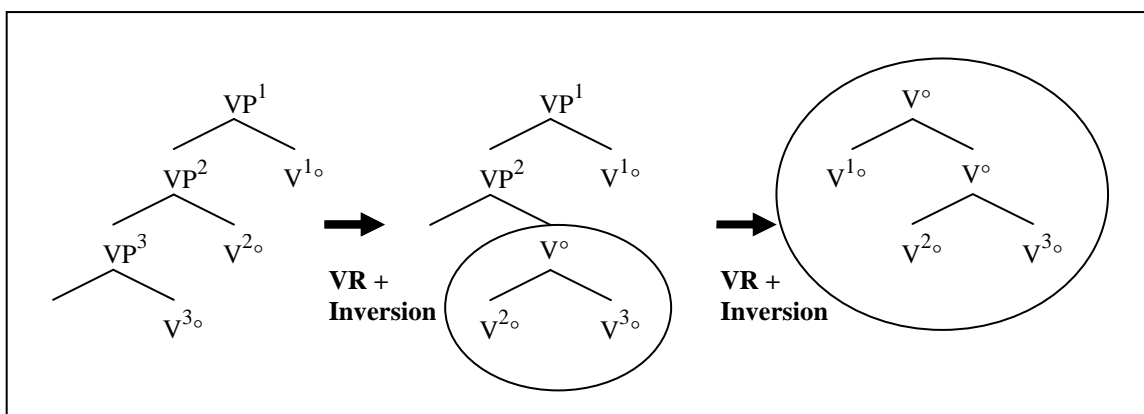 VP¹ VP¹ V°
VP² V¹° VP² V¹° V¹° V°
VP³ V²° V° V²° V³°
VR + VR +
Inversion Inversion
V³° V²° V³°